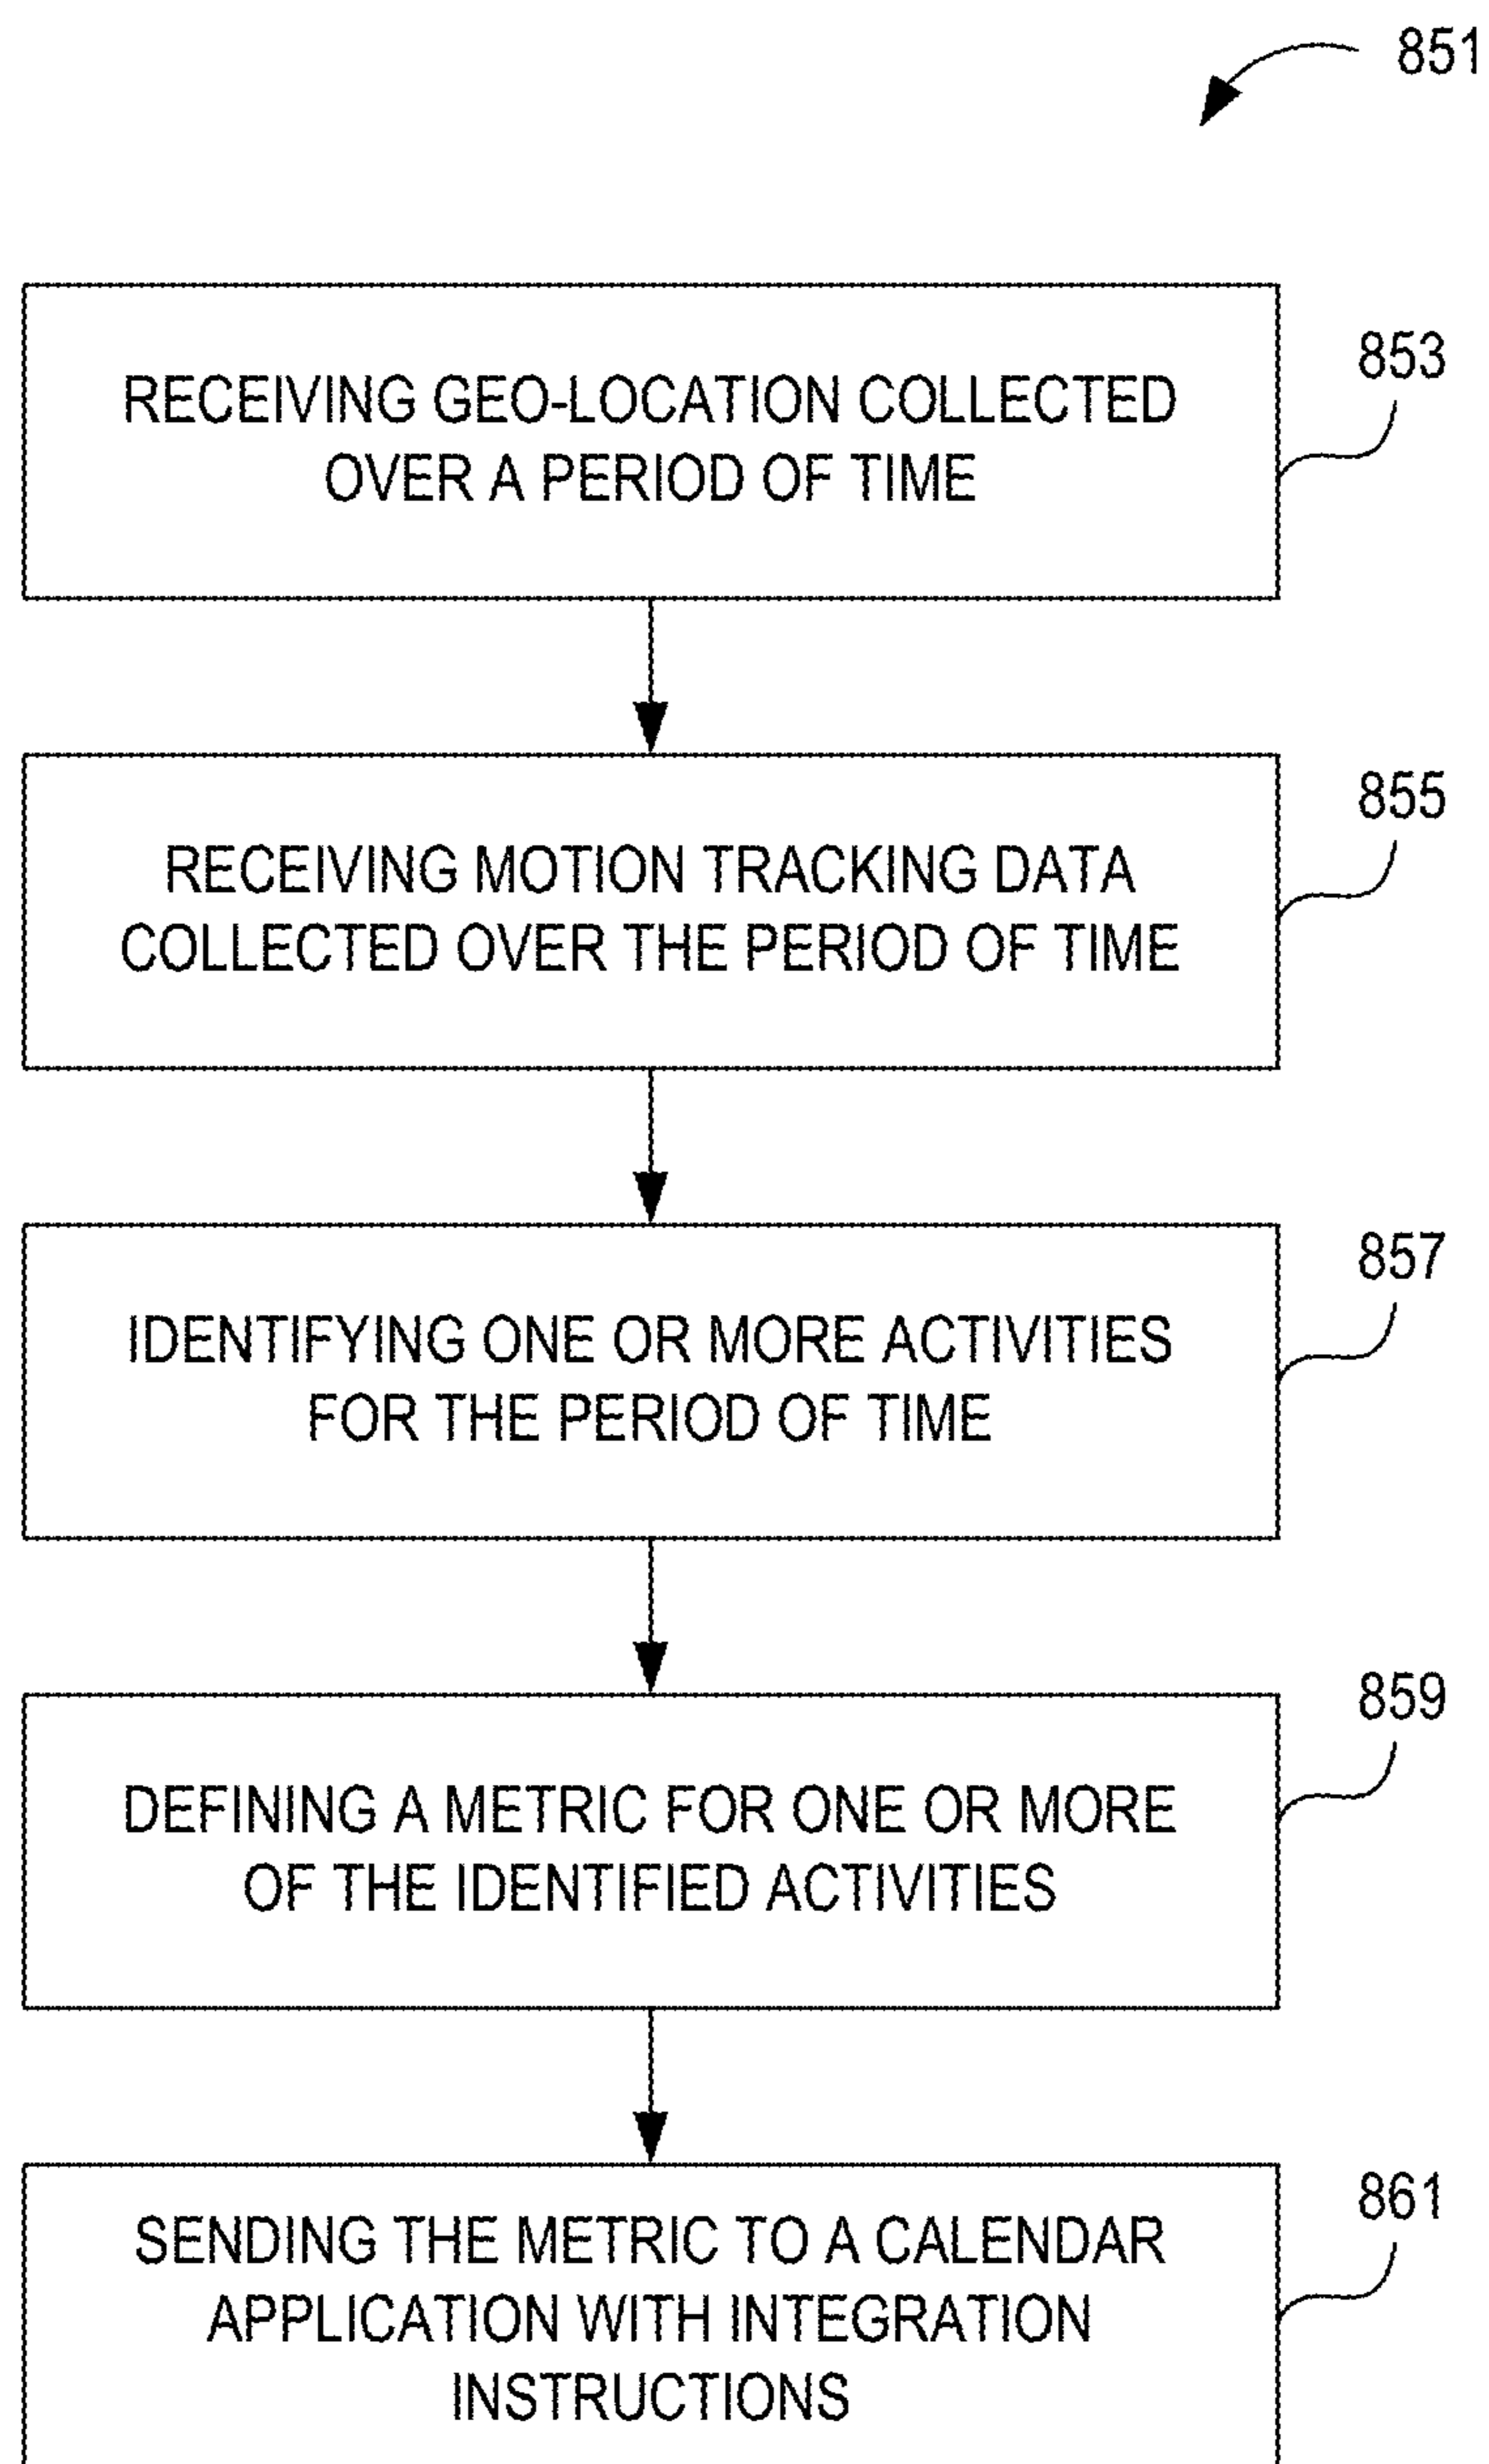 851
RECEIVING GEO-LOCATION COLLECTED
OVER A PERIOD OF TIME
853
RECEIVING MOTION TRACKING DATA
COLLECTED OVER THE PERIOD OF TIME
855
IDENTIFYING ONE OR MORE ACTIVITIES
FOR THE PERIOD OF TIME
857
DEFINING A METRIC FOR ONE OR MORE
OF THE IDENTIFIED ACTIVITIES
859
SENDING THE METRIC TO A CALENDAR
APPLICATION WITH INTEGRATION
INSTRUCTIONS
861